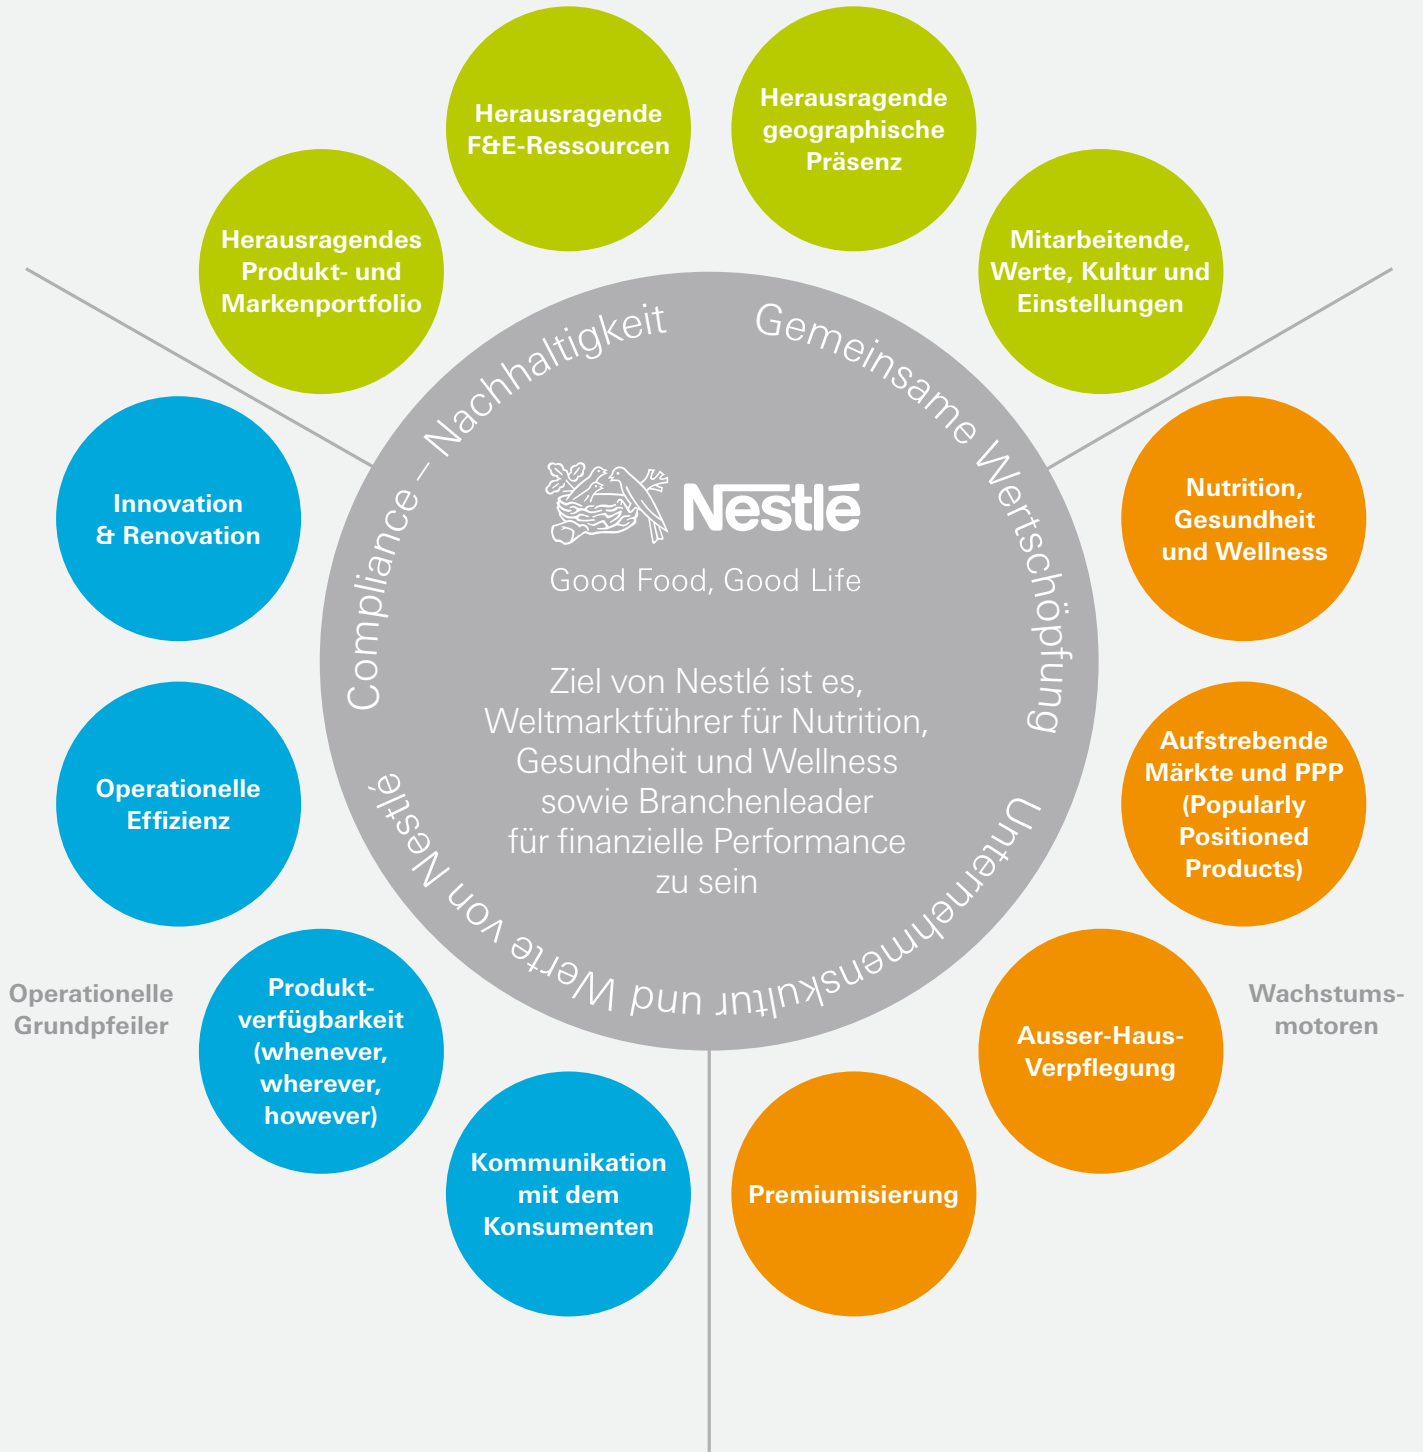 Herausragende
F&E-Ressourcen
Herausragende
geographische
Präsenz
Herausragendes
Produkt- und
Markenportfolio
Mitarbeitende,
Werte, Kultur und
Einstellungen
Compliance – Nachhaltigkeit
Gemeinsame Wertschöpfung
Unternehmenskultur und Werte von Nestlé
Nestlé
Good Food, Good Life
Ziel von Nestlé ist es,
Weltmarktführer für Nutrition,
Gesundheit und Wellness
sowie Branchenleader
für finanzielle Performance
zu sein
Innovation
& Renovation
Nutrition,
Gesundheit
und Wellness
Operationelle
Effizienz
Aufstrebende
Märkte und PPP
(Popularly
Positioned
Products)
Operationelle
Grundpfeiler
Produkt-
verfügbarkeit
(whenever,
wherever,
however)
Ausser-Haus-
Verpflegung
Wachstums-
motoren
Kommunikation
mit dem
Konsumenten
Premiumisierung